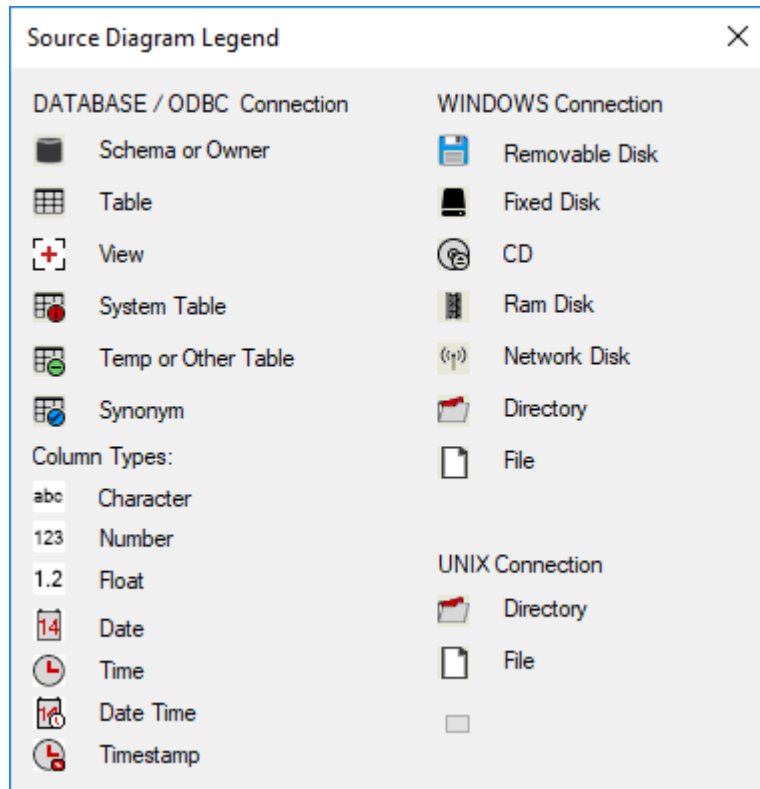 Source Diagram Legend
DATABASE / ODBC Connection
Schema or Owner
Table
View
System Table
Temp or Other Table
Synonym
Column Types:
abc Character
123 Number
1.2 Float
14 Date
Time
14 Date Time
Timestamp
WINDOWS Connection
Removable Disk
Fixed Disk
CD
Ram Disk
Network Disk
Directory
File
UNIX Connection
Directory
File